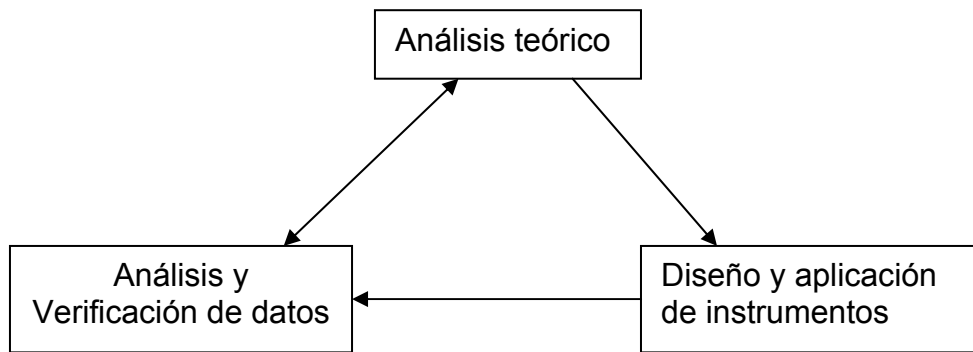 Análisis teórico
Análisis y
Verificación de datos
Diseño y aplicación
de instrumentos